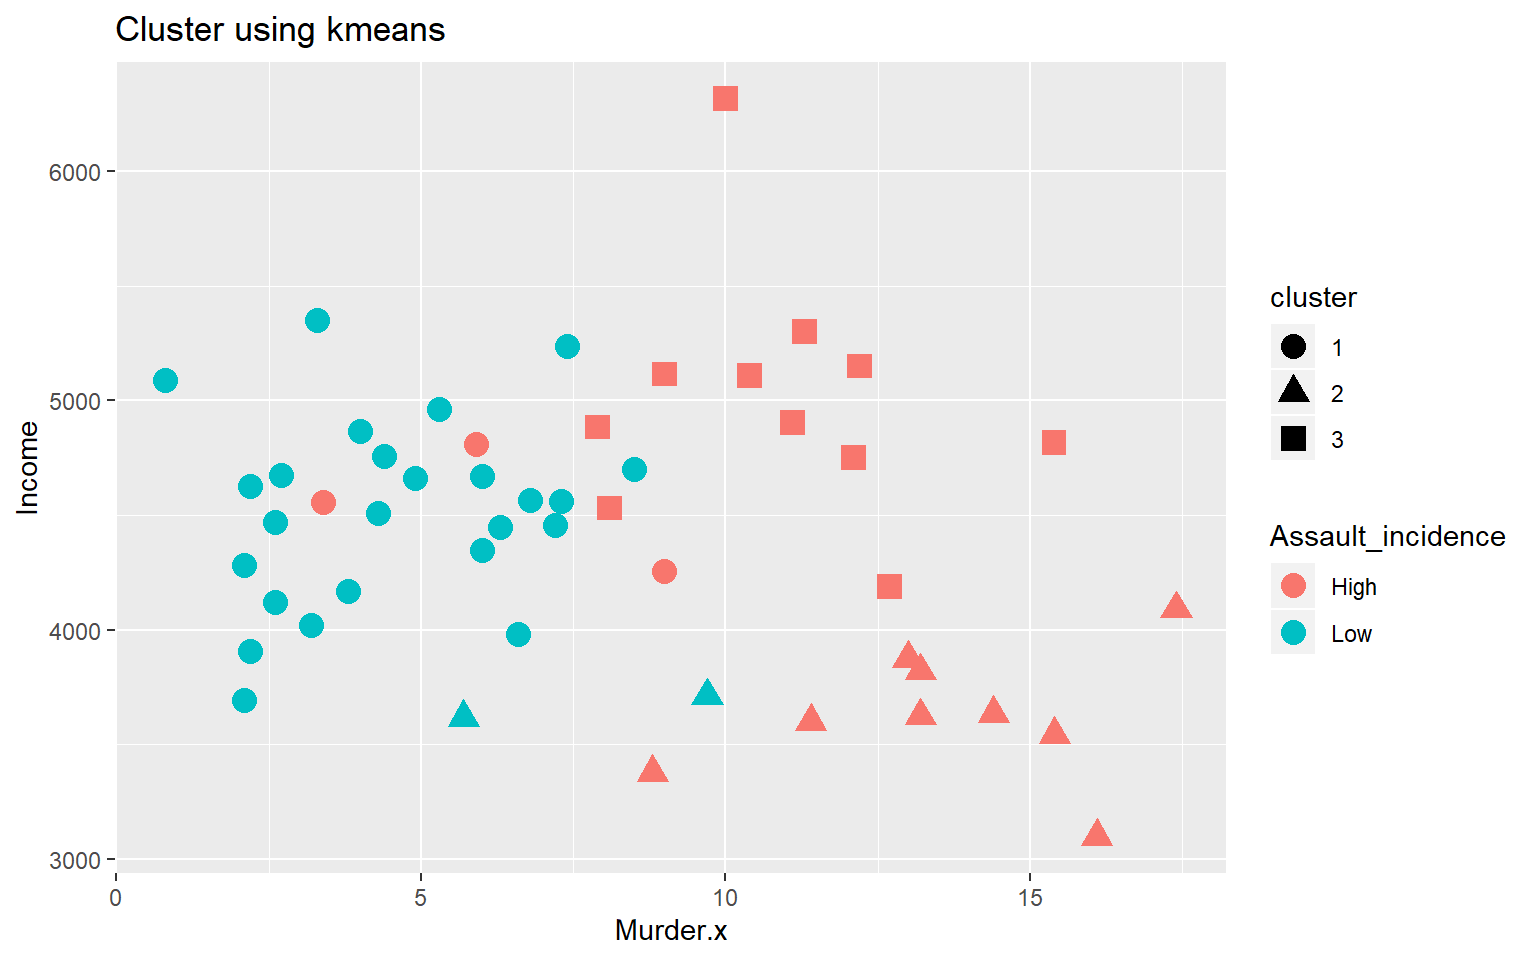 Cluster using kmeans
6000
5000
4000
3000
Income
0 5 10 15
Murder.x
cluster
1
2
3
Assault_incidence
High
Low